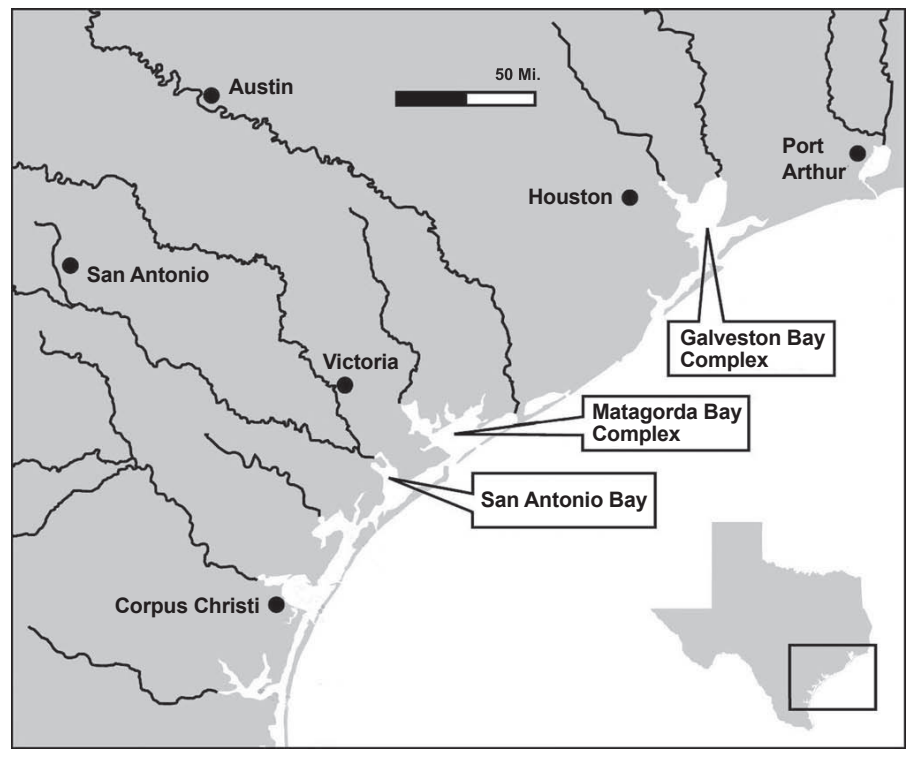 50 Mi.
Austin
Port
Arthur
Houston
San Antonio
Galveston Bay
Complex
Victoria
Matagorda Bay
Complex
San Antonio Bay
Corpus Christi